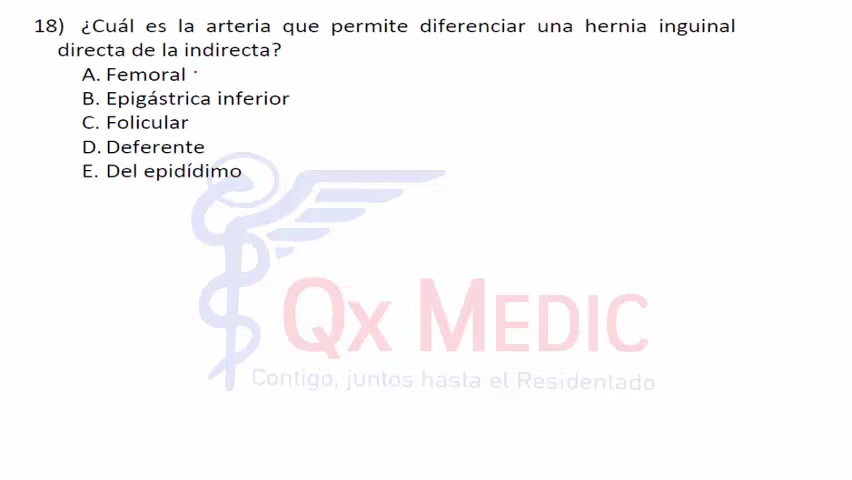 18) ¿Cuál es la arteria que permite diferenciar una hernia inguinal
directa de la indirecta?
A. Femoral
B. Epigástrica inferior
C. Folicular
D. Deferente
E. Del epidídimo
Qx MEDIC
Contigo, juntos hasta el Residentado